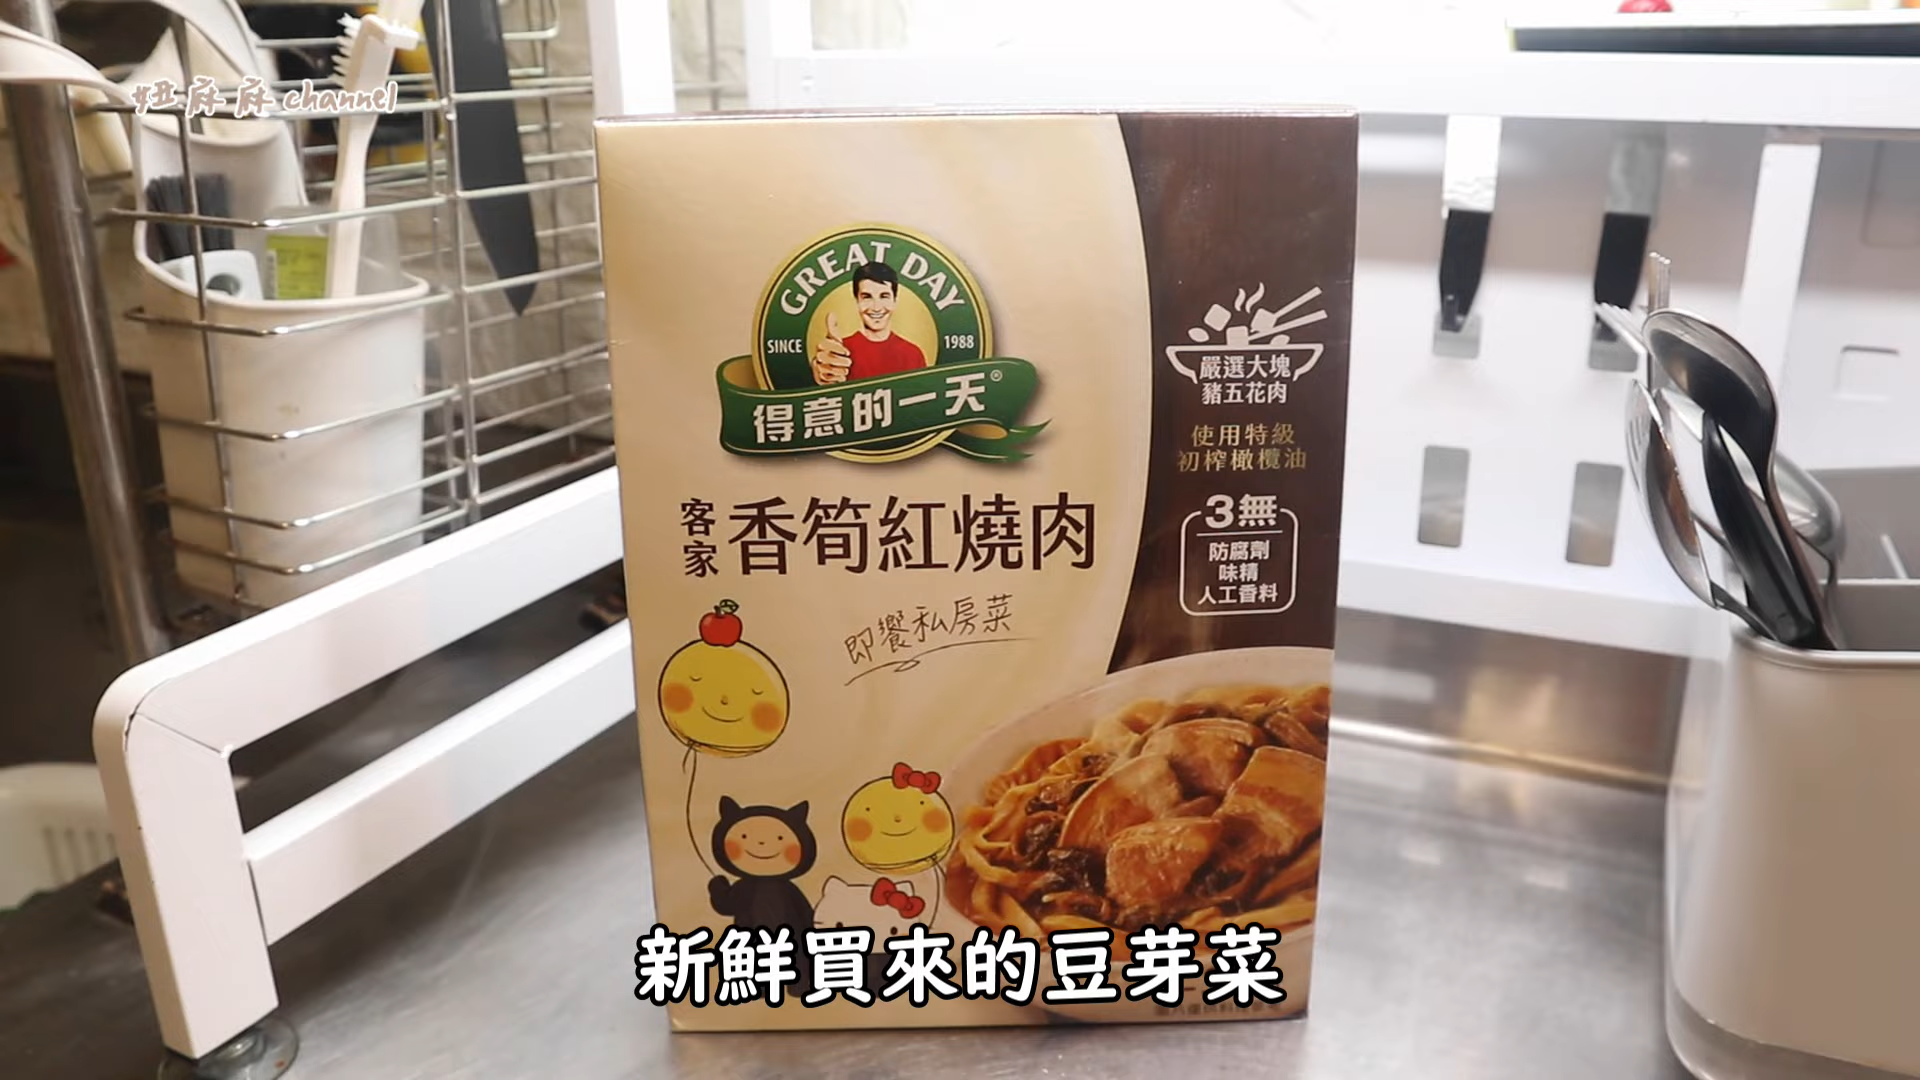 妞麻麻 channel
GREAT DAY
SINCE 1988
得意的一天®
客家
香筍紅燒肉
即饗私房菜
嚴選大塊
豬五花肉
使用特級
初榨橄欖油
3無
防腐劑
味精
人工香料
新鮮買來的豆芽菜